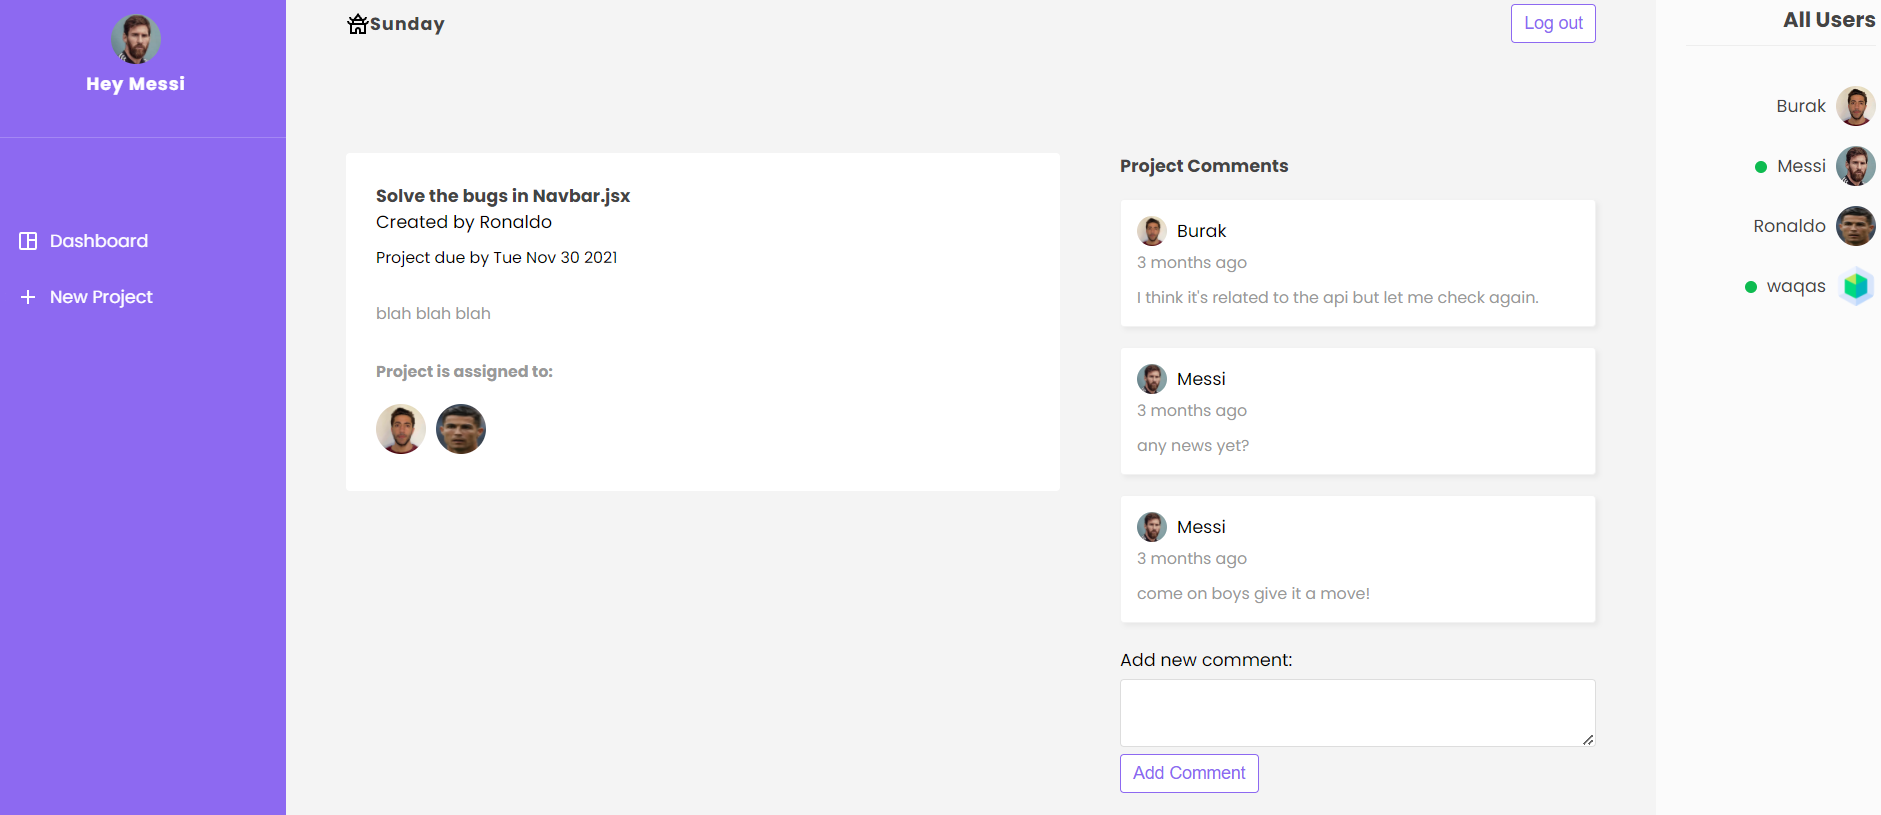 Hey Messi
Dashboard
New Project
Sunday
Log out
Solve the bugs in Navbar.jsx
Created by Ronaldo
Project due by Tue Nov 30 2021
blah blah blah
Project is assigned to:
Project Comments
Burak
3 months ago
I think it's related to the api but let me check again.
Messi
3 months ago
any news yet?
Messi
3 months ago
come on boys give it a move!
Add new comment:
Add Comment
All Users
Burak
Messi
Ronaldo
waqas